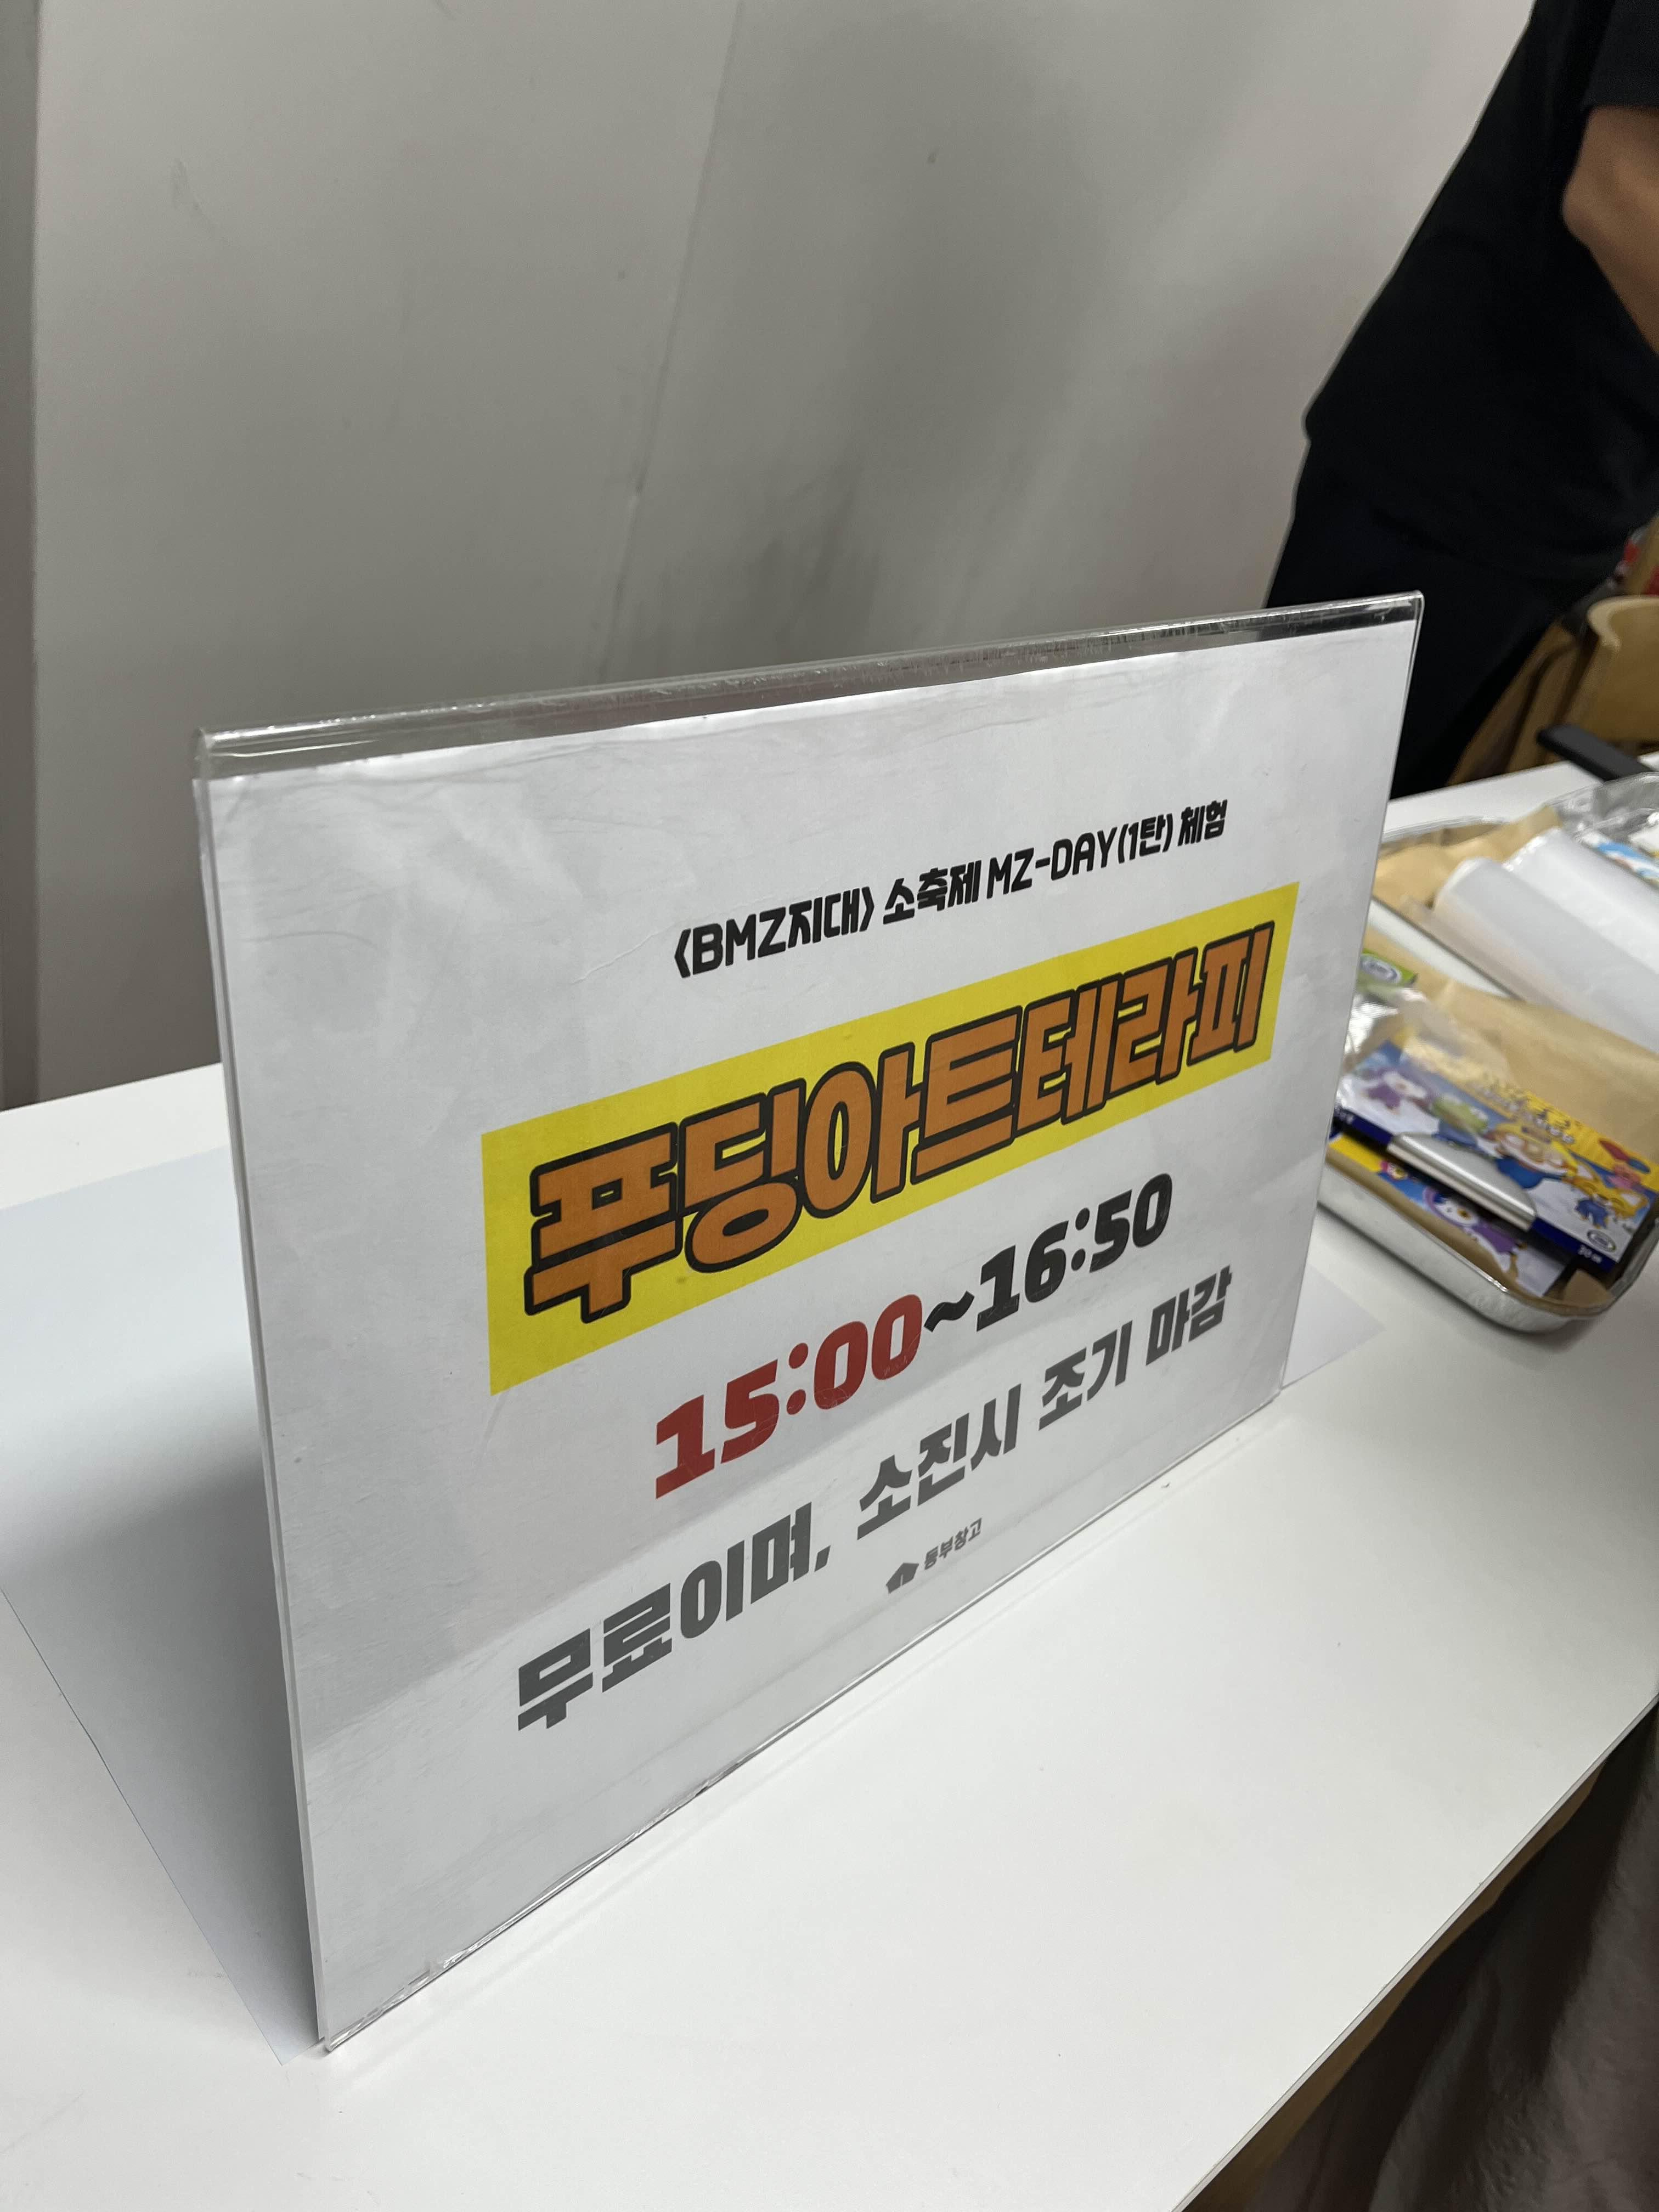 <BMZ지대> 소축제 MZ-DAY(1탄) 체험
푸딩아트테라피
15:00~16:50
무료이며, 소진시 조기 마감
동부창고